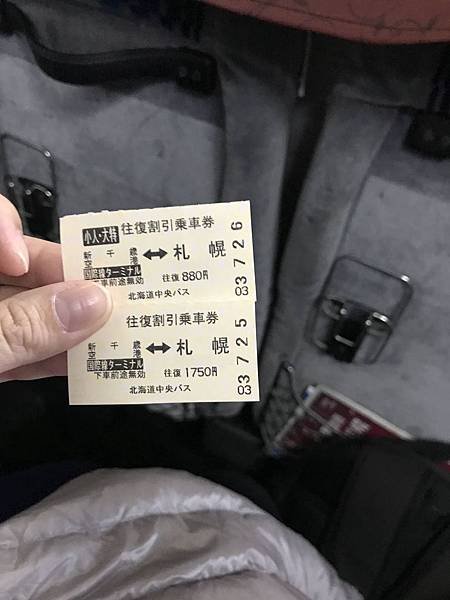 小人・大特 往復割引乗車券
新千歳空港 ⬌ 札幌
国際線ターミナル
下車前途無効 往復 880円
北海道中央バス
03 726
往復割引乗車券
新千歳空港 ⬌ 札幌
国際線ターミナル
下車前途無効 往復 1750円
北海道中央バス
03 725